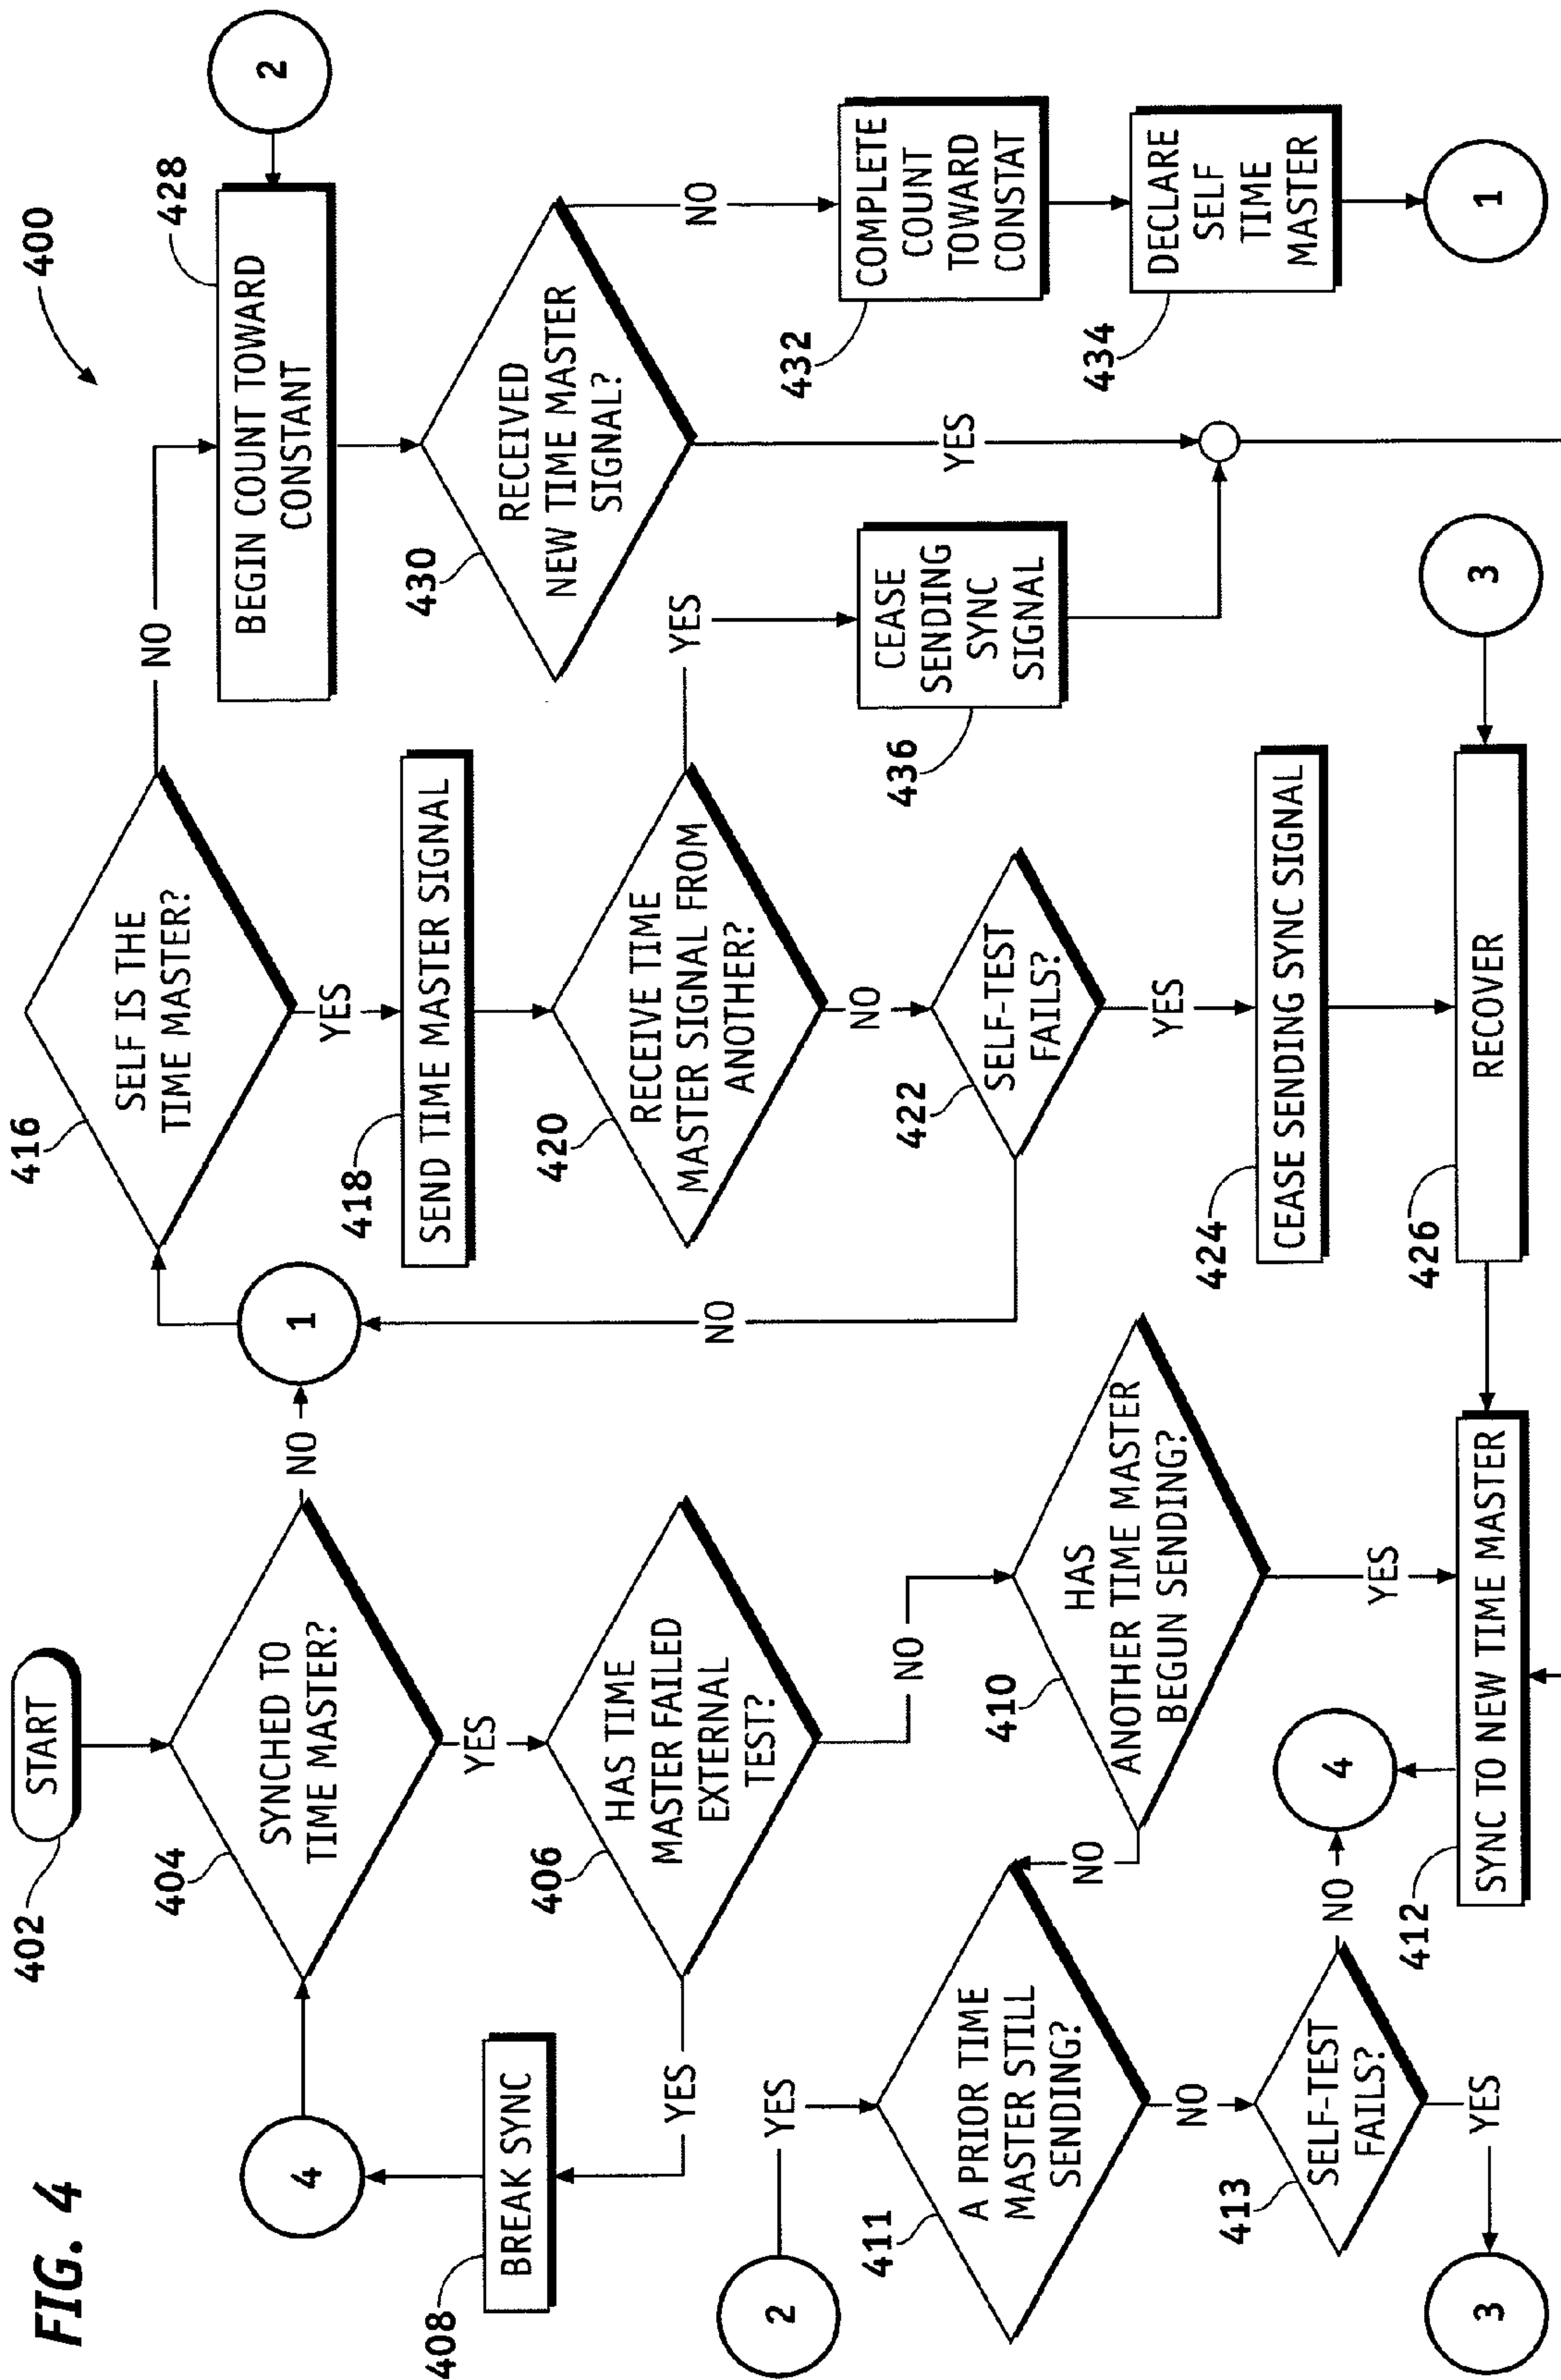 FIG. 4
400
402
START
404
SYNCHED TO
TIME MASTER?
NO
YES
406
HAS TIME
MASTER FAILED
EXTERNAL
TEST?
YES
NO
408
BREAK SYNC
4
410
HAS
ANOTHER TIME MASTER
BEGUN SENDING?
NO
YES
2
YES
411
A PRIOR TIME
MASTER STILL
SENDING?
NO
413
SELF-TEST
FAILS?
NO
4
YES
3
412
SYNC TO NEW TIME MASTER
1
416
SELF IS THE
TIME MASTER?
NO
YES
418
SEND TIME MASTER SIGNAL
420
RECEIVE TIME
MASTER SIGNAL FROM
ANOTHER?
YES
NO
422
SELF-TEST
FAILS?
NO
YES
424
CEASE SENDING SYNC SIGNAL
426
RECOVER
3
428
BEGIN COUNT TOWARD
CONSTANT
2
430
RECEIVED
NEW TIME MASTER
SIGNAL?
NO
YES
432
COMPLETE
COUNT
TOWARD
CONSTAT
434
DECLARE
SELF
TIME
MASTER
1
436
CEASE
SENDING
SYNC
SIGNAL